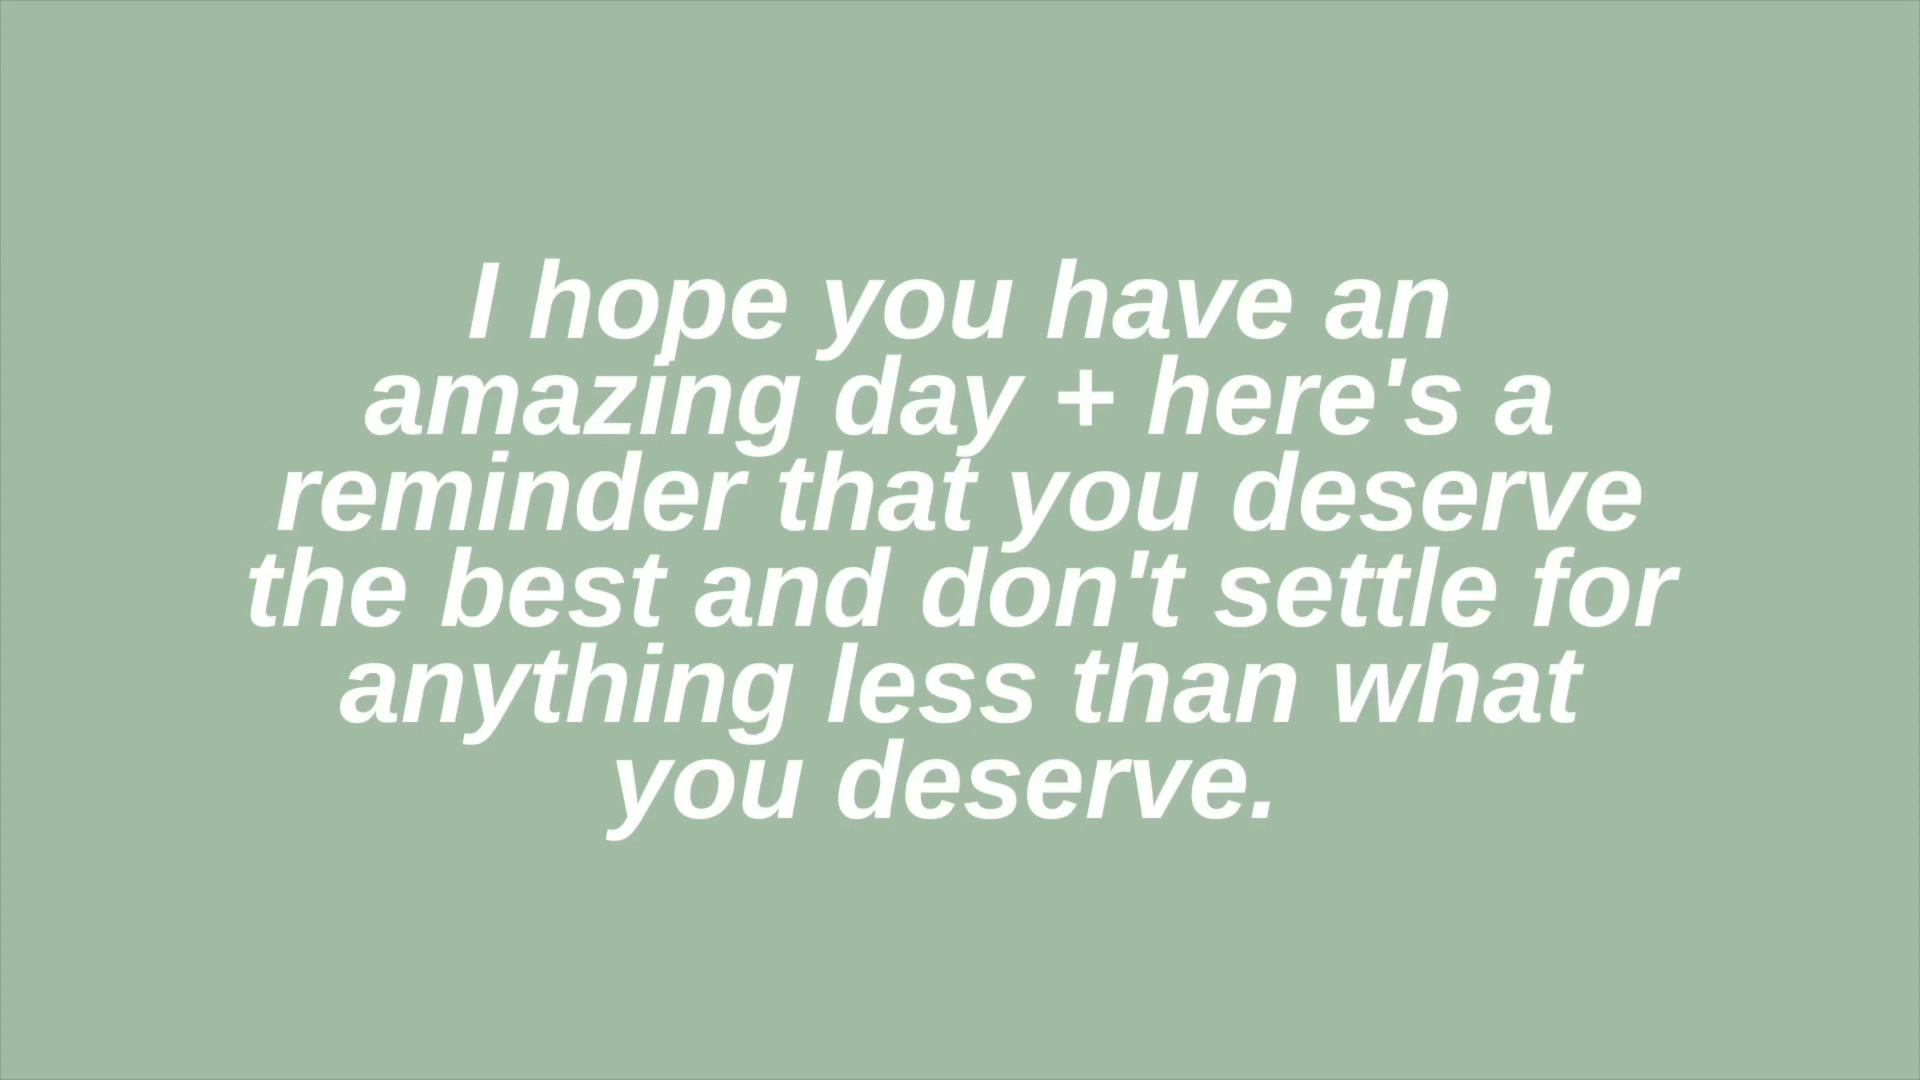 I hope you have an
amazing day + here's a
reminder that you deserve
the best and don't settle for
anything less than what
you deserve.